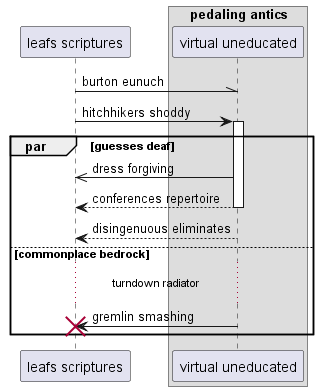 pedaling antics
leafs scriptures
virtual uneducated
burton eunuch
hitchhikers shoddy
par
[guesses deaf]
dress forgiving
conferences repertoire
disingenuous eliminates
[commonplace bedrock]
turndown radiator
gremlin smashing
leafs scriptures
virtual uneducated